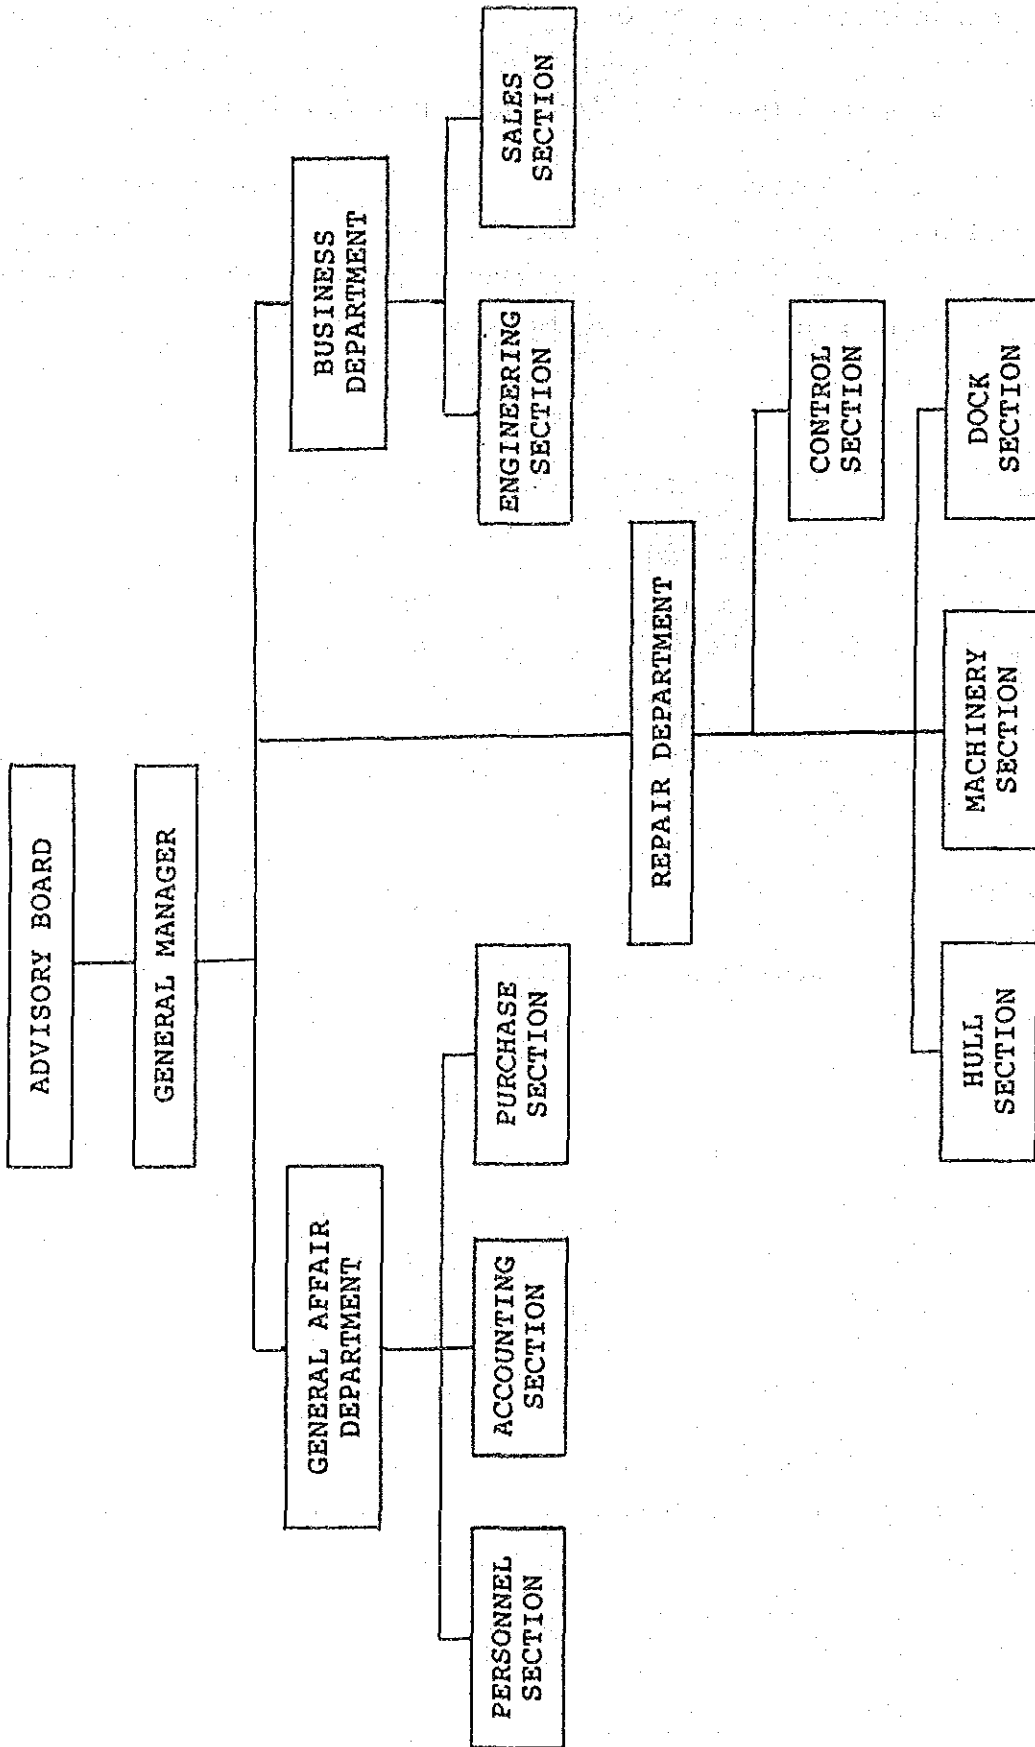 ADVISORY BOARD
GENERAL MANAGER
GENERAL AFFAIR
DEPARTMENT
BUSINESS
DEPARTMENT
PERSONNEL
SECTION
ACCOUNTING
SECTION
PURCHASE
SECTION
ENGINEERING
SECTION
SALES
SECTION
REPAIR DEPARTMENT
CONTROL
SECTION
HULL
SECTION
MACHINERY
SECTION
DOCK
SECTION